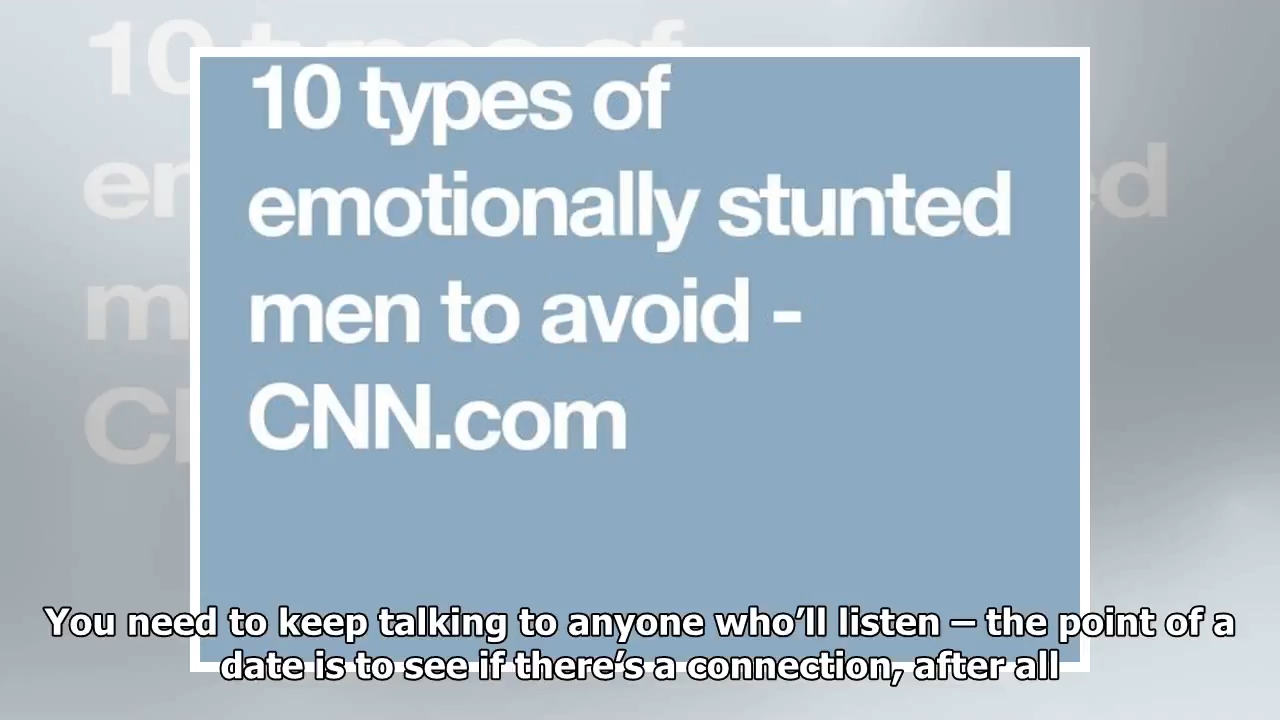 10 types of
emotionally stunted
men to avoid -
CNN.com
You need to keep talking to anyone who’ll listen – the point of a
date is to see if there’s a connection, after all